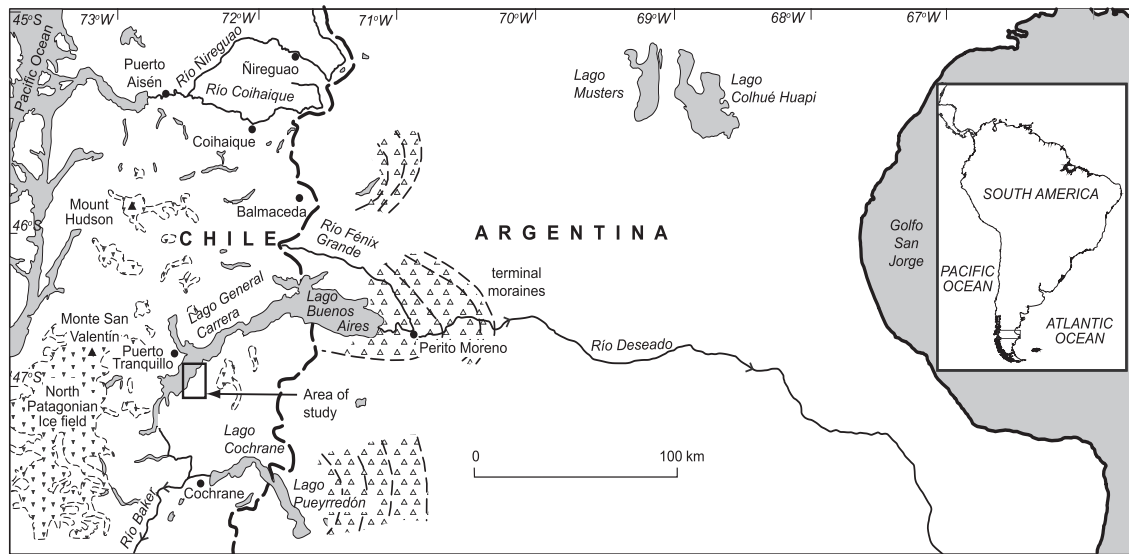 45°S
73°W
72°W
71°W
70°W
69°W
68°W
67°W
Pacific Ocean
Puerto
Aisén
Río Ñireguao
Ñireguao
Río Coihaique
Coihaique
Lago
Musters
Lago
Colhué Huapi
Mount
Hudson
Balmaceda
46°S
CHILE
ARGENTINA
Río Fénix
Grande
terminal
moraines
Golfo
San
Jorge
SOUTH AMERICA
PACIFIC
OCEAN
ATLANTIC
OCEAN
Lago General
Carrera
Lago
Buenos
Aires
Monte San
Valentín
Puerto
Tranquillo
Perito Moreno
Río Deseado
47°S
North
Patagonian
Ice field
Area of
study
Lago
Cochrane
Cochrane
Lago
Pueyrredón
Río Baker
0
100 km